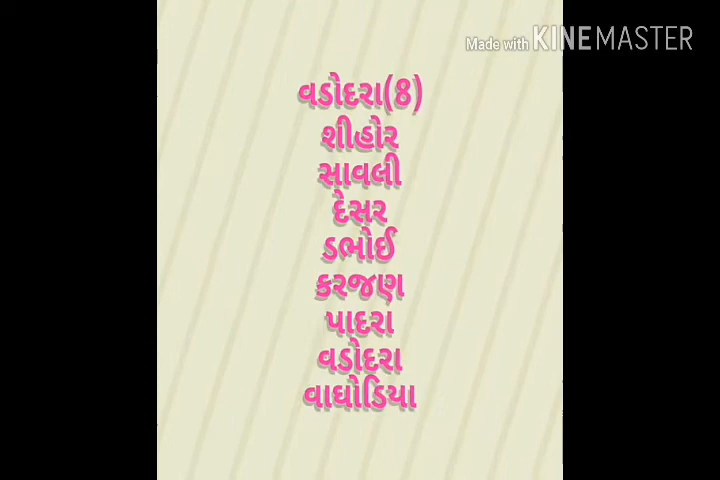 Made with KINEMASTER
વડોદરા(8)
શીહોર
સાવલી
દેસર
ડભોઈ
કરજણ
પાદરા
વડોદરા
વાઘોડિયા